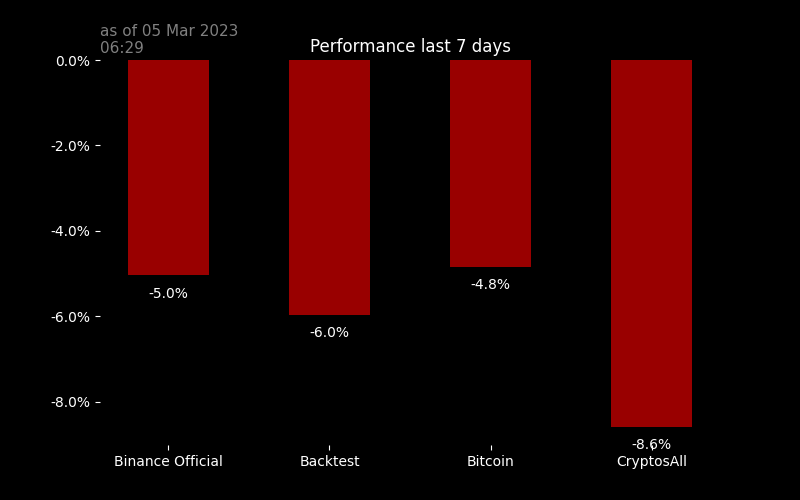 as of 05 Mar 2023
06:29
Performance last 7 days
0.0%
-2.0%
-4.0%
-6.0%
-8.0%
-5.0%
-6.0%
-4.8%
-8.6%
Binance Official
Backtest
Bitcoin
CryptosAll